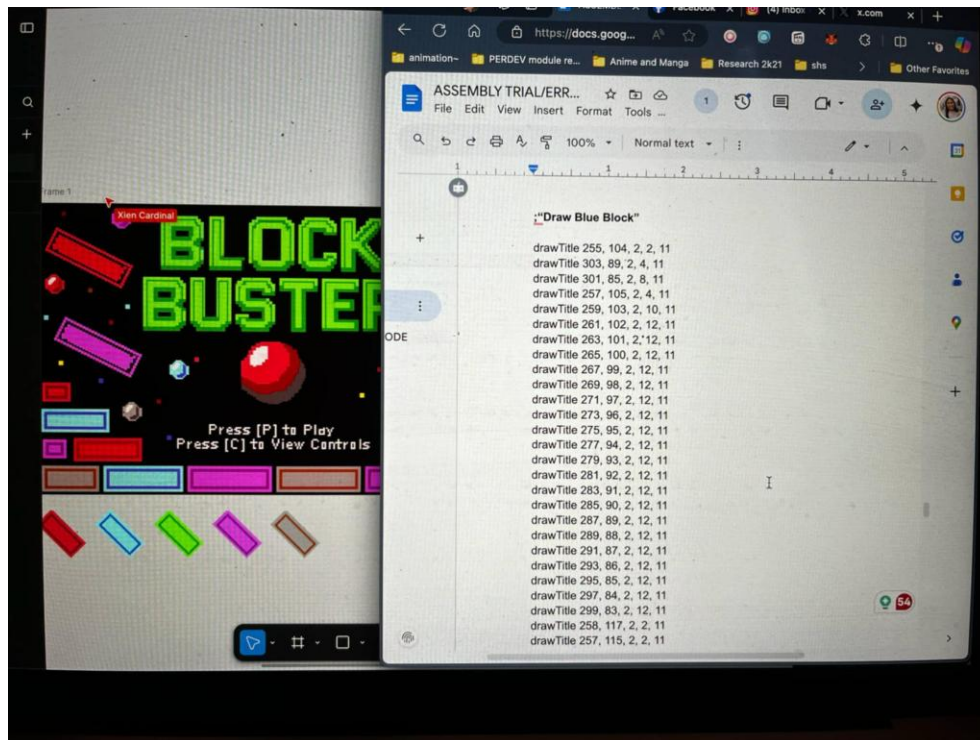 Facebook
(4) Inbox
x.com
https://docs.goog...
animation~
PERDEV module re...
Anime and Manga
Research 2k21
shs
Other Favorites
ASSEMBLY TRIAL/ERR...
File Edit View Insert Format Tools ...
1
100%
Normal text
1 1 2 3 4 5
rame 1
Xien Cardinal
BLOCK
BUSTER
Press [P] to Play
Press [C] to View Controls
ODE
;“Draw Blue Block”
drawTitle 255, 104, 2, 2, 11
drawTitle 303, 89, 2, 4, 11
drawTitle 301, 85, 2, 8, 11
drawTitle 257, 105, 2, 4, 11
drawTitle 259, 103, 2, 10, 11
drawTitle 261, 102, 2, 12, 11
drawTitle 263, 101, 2, 12, 11
drawTitle 265, 100, 2, 12, 11
drawTitle 267, 99, 2, 12, 11
drawTitle 269, 98, 2, 12, 11
drawTitle 271, 97, 2, 12, 11
drawTitle 273, 96, 2, 12, 11
drawTitle 275, 95, 2, 12, 11
drawTitle 277, 94, 2, 12, 11
drawTitle 279, 93, 2, 12, 11
drawTitle 281, 92, 2, 12, 11
drawTitle 283, 91, 2, 12, 11
drawTitle 285, 90, 2, 12, 11
drawTitle 287, 89, 2, 12, 11
drawTitle 289, 88, 2, 12, 11
drawTitle 291, 87, 2, 12, 11
drawTitle 293, 86, 2, 12, 11
drawTitle 295, 85, 2, 12, 11
drawTitle 297, 84, 2, 12, 11
drawTitle 299, 83, 2, 12, 11
drawTitle 258, 117, 2, 2, 11
drawTitle 257, 115, 2, 2, 11
54